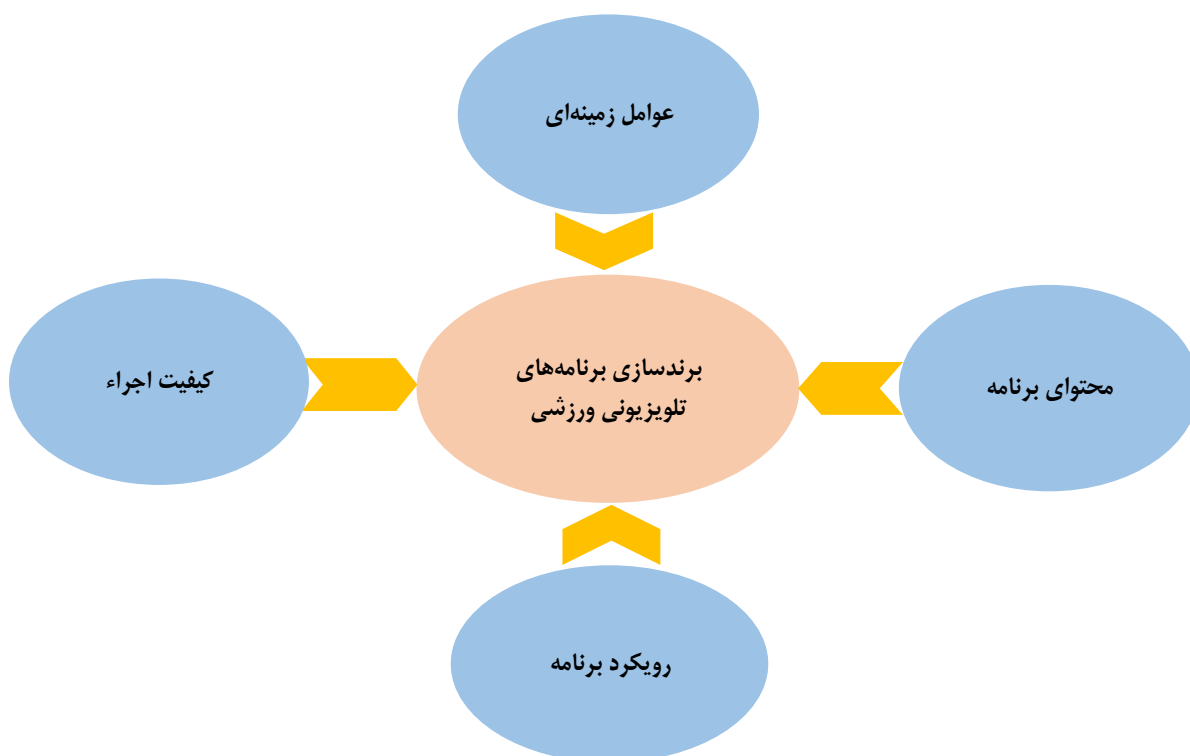 عوامل زمینه‌ای
محتوای برنامه
برندسازی برنامه‌های
تلویزیونی ورزشی
کیفیت اجراء
رویکرد برنامه